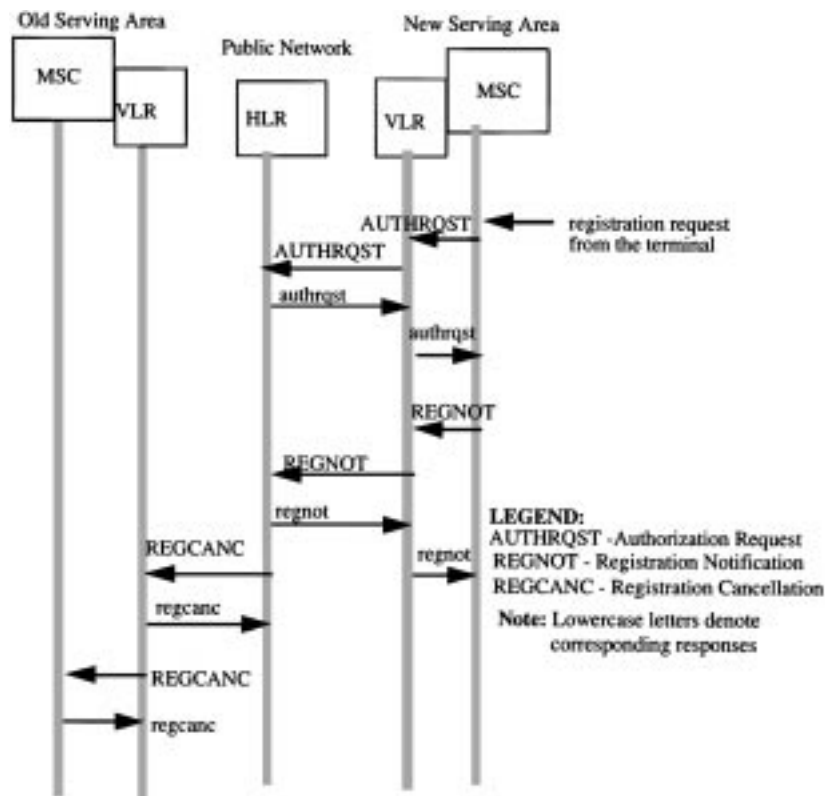 Old Serving Area
Public Network
New Serving Area
MSC
VLR
HLR
VLR
MSC
AUTHRQST
registration request
from the terminal
AUTHRQST
authrqst
authrqst
REGNOT
REGNOT
regnot
LEGEND:
AUTHRQST -Authorization Request
REGNOT - Registration Notification
REGCANC - Registration Cancellation
Note: Lowercase letters denote
corresponding responses
REGCANC
regnot
regcanc
REGCANC
regcanc